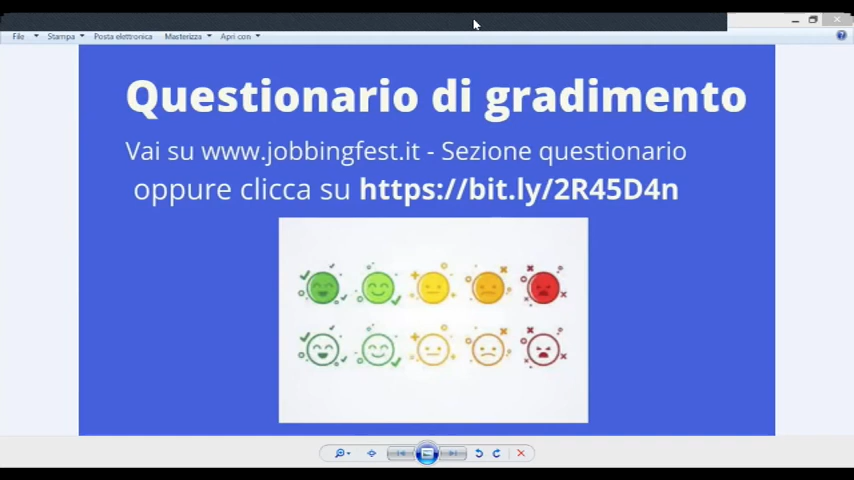 File Stampa Posta elettronica Masterizza Apri con
Questionario di gradimento
Vai su www.jobbingfest.it - Sezione questionario
oppure clicca su https://bit.ly/2R45D4n